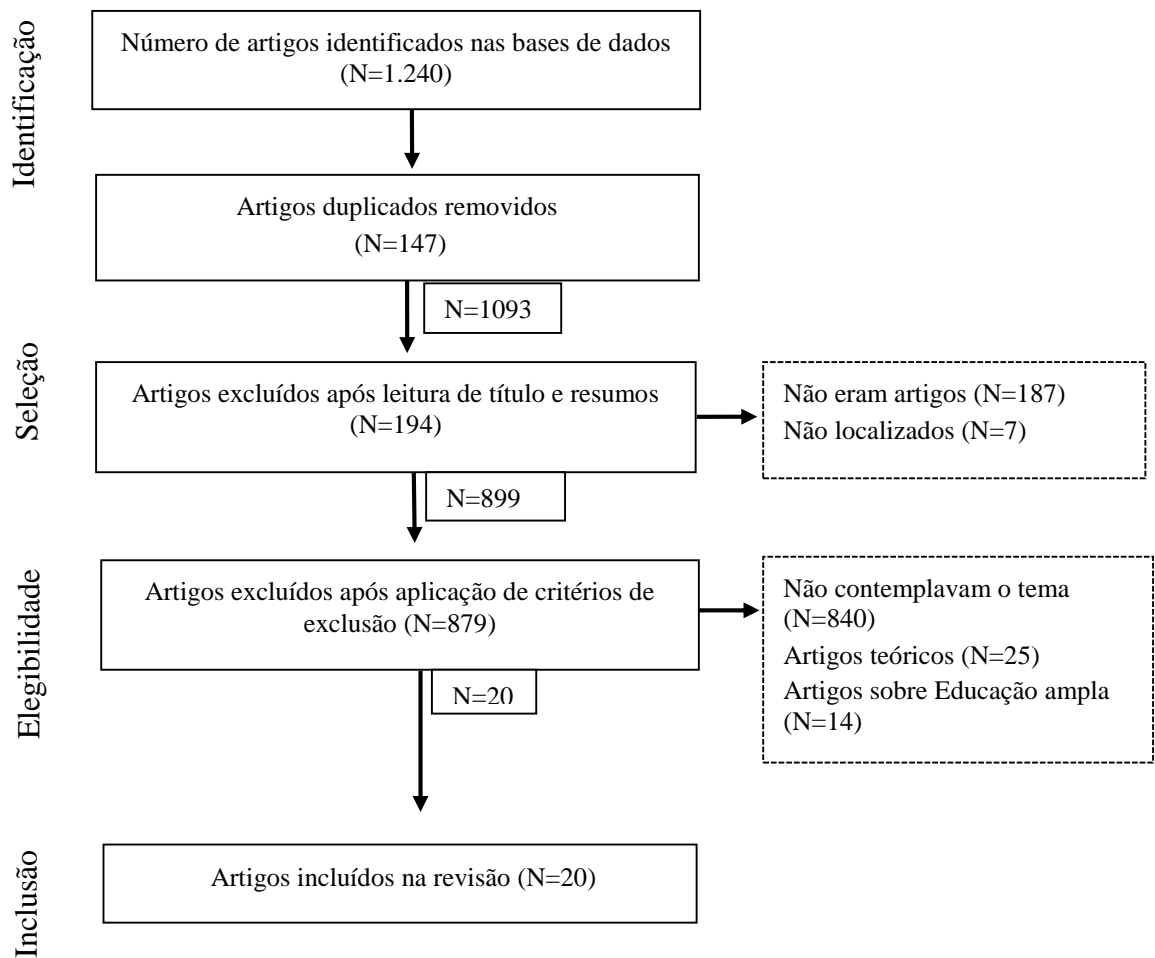 Identificação
Número de artigos identificados nas bases de dados
(N=1.240)
Artigos duplicados removidos
(N=147)
N=1093
Seleção
Artigos excluídos após leitura de título e resumos
(N=194)
Não eram artigos (N=187)
Não localizados (N=7)
N=899
Elegibilidade
Artigos excluídos após aplicação de critérios de
exclusão (N=879)
Não contemplavam o tema
(N=840)
Artigos teóricos (N=25)
Artigos sobre Educação ampla
(N=14)
N=20
Inclusão
Artigos incluídos na revisão (N=20)